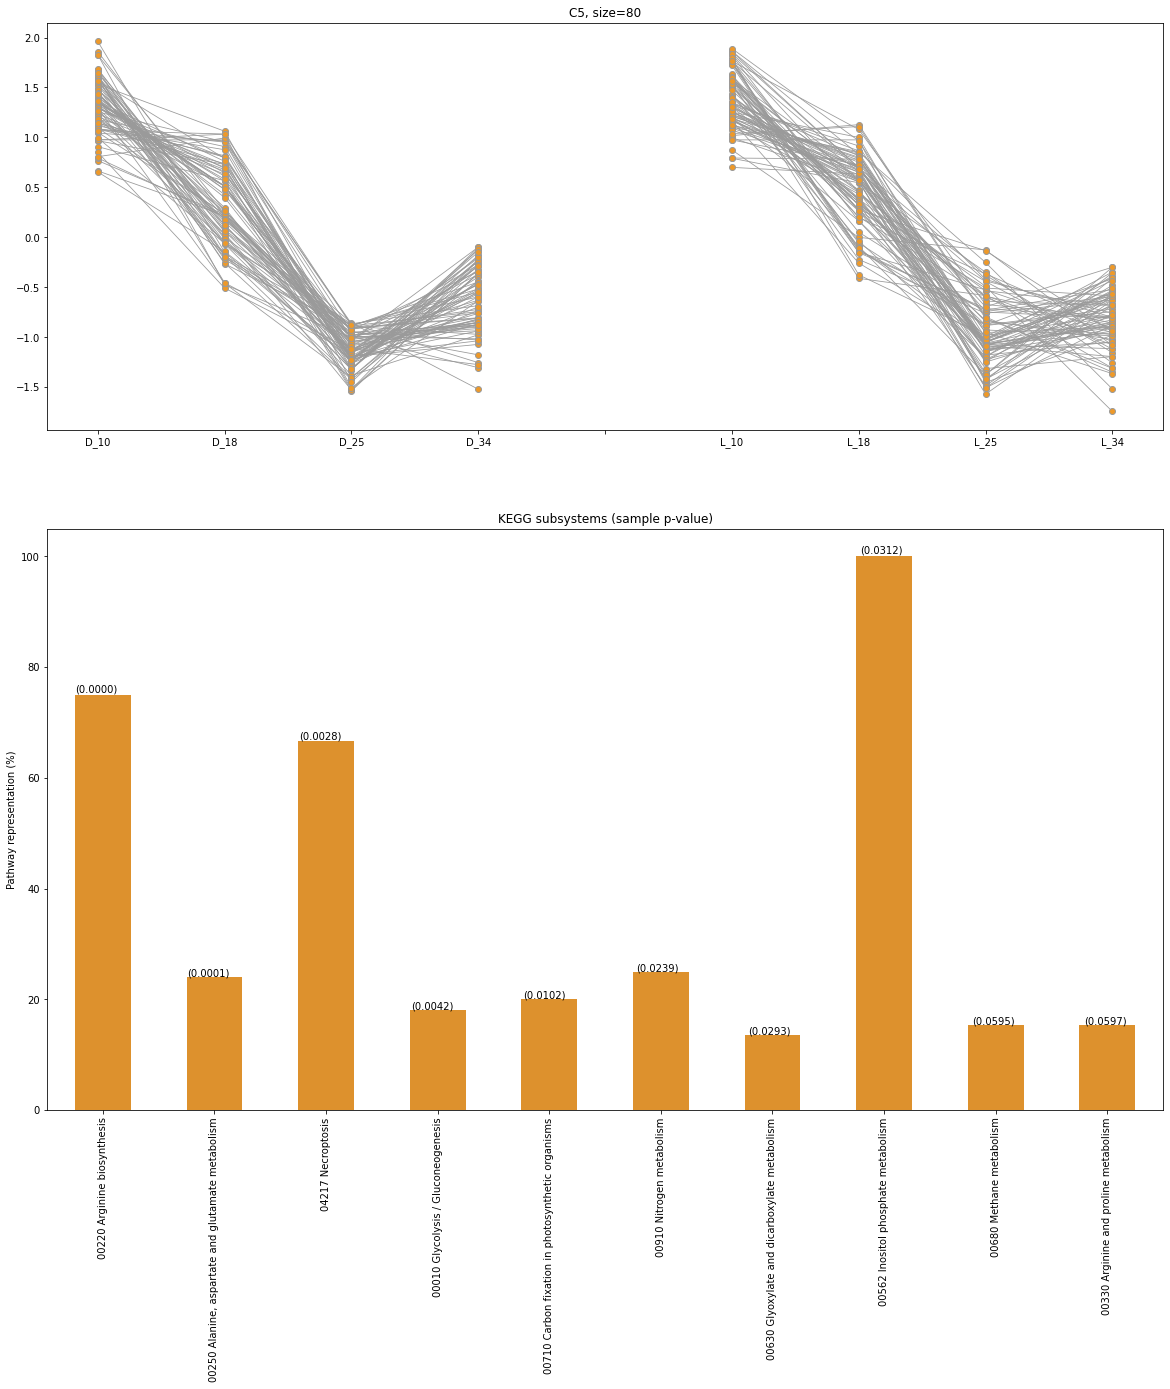 C5, size=80
2.0
1.5
1.0
0.5
0.0
−0.5
−1.0
−1.5
D_10 D_18 D_25 D_34 L_10 L_18 L_25 L_34
KEGG subsystems (sample p-value)
Pathway representation (%)
100
80
60
40
20
0
(0.0000)
(0.0001)
(0.0028)
(0.0042)
(0.0102)
(0.0239)
(0.0293)
(0.0312)
(0.0595)
(0.0597)
00220 Arginine biosynthesis
00250 Alanine, aspartate and glutamate metabolism
04217 Necroptosis
00010 Glycolysis / Gluconeogenesis
00710 Carbon fixation in photosynthetic organisms
00910 Nitrogen metabolism
00630 Glyoxylate and dicarboxylate metabolism
00562 Inositol phosphate metabolism
00680 Methane metabolism
00330 Arginine and proline metabolism